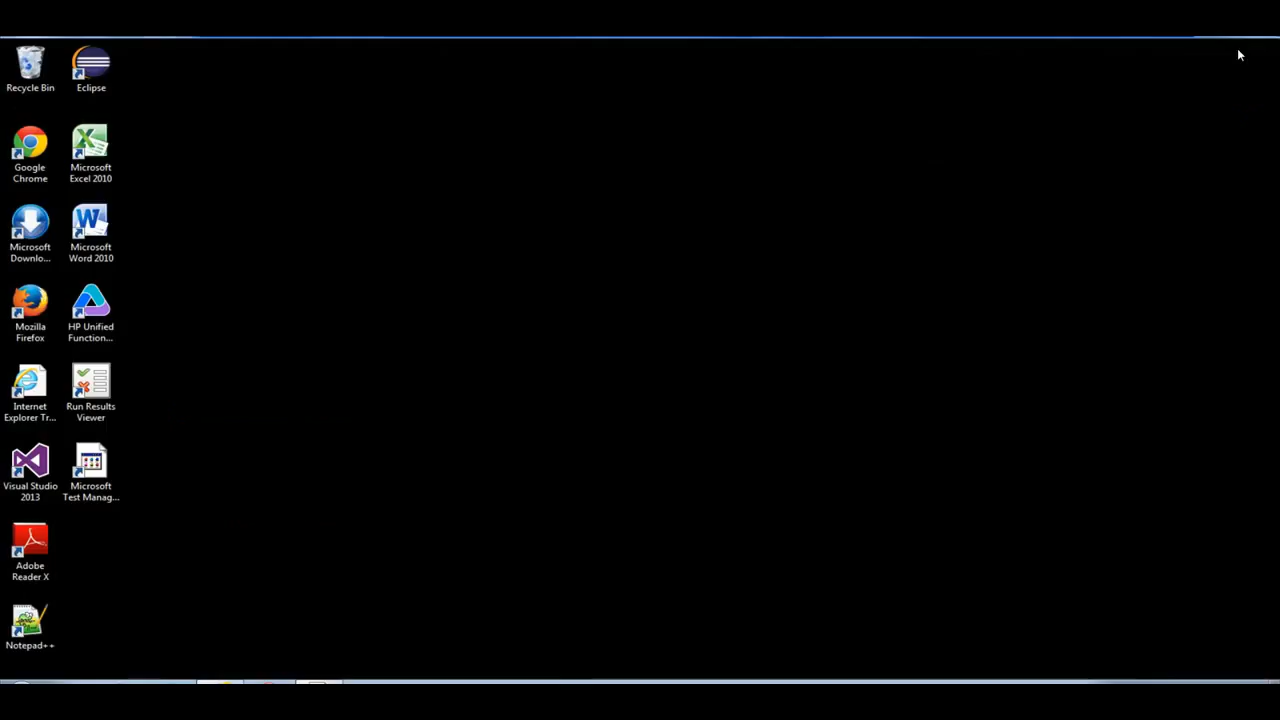 Recycle Bin
Eclipse
Google
Chrome
Microsoft
Excel 2010
Microsoft
Downlo...
Microsoft
Word 2010
Mozilla
Firefox
HP Unified
Function...
Internet
Explorer Tr...
Run Results
Viewer
Visual Studio
2013
Microsoft
Test Manag...
Adobe
Reader X
Notepad++